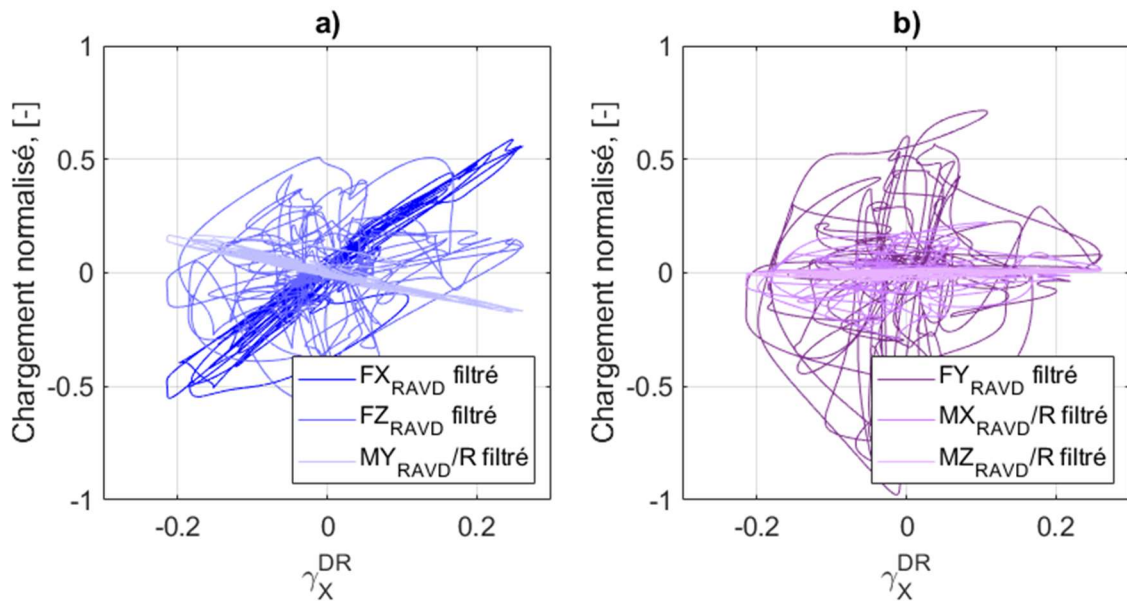 a)
Chargement normalisé, [-]
1
0.5
0
-0.5
-1
-0.2
0
0.2
γ_X^DR
FX_RAVD filtré
FZ_RAVD filtré
MY_RAVD/R filtré
b)
Chargement normalisé, [-]
1
0.5
0
-0.5
-1
-0.2
0
0.2
γ_X^DR
FY_RAVD filtré
MX_RAVD/R filtré
MZ_RAVD/R filtré